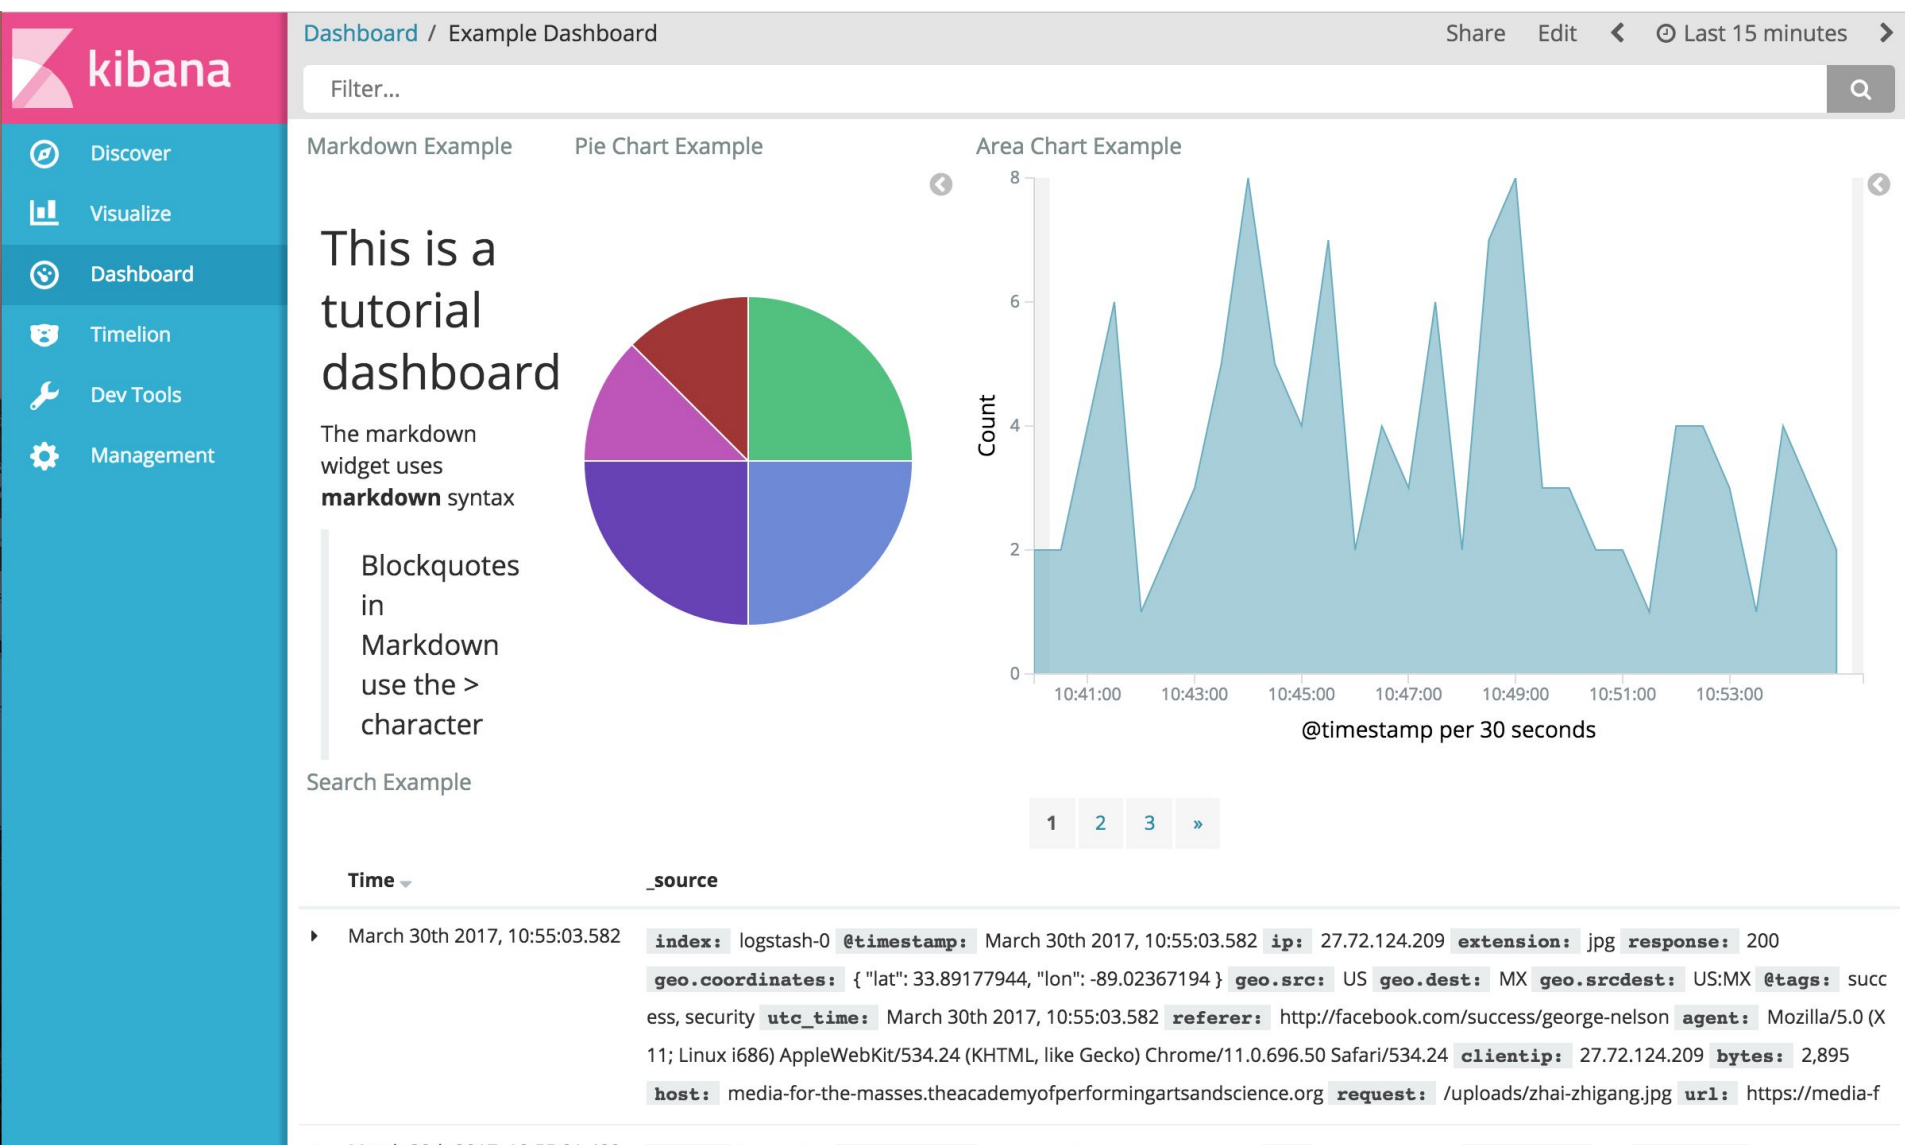 kibana
Discover
Visualize
Dashboard
Timelion
Dev Tools
Management
Dashboard / Example Dashboard
Share Edit Last 15 minutes
Filter...
Markdown Example
This is a
tutorial
dashboard
The markdown
widget uses
markdown syntax
Blockquotes
in
Markdown
use the >
character
Pie Chart Example
Area Chart Example
8
6
4
2
0
Count
10:41:00 10:43:00 10:45:00 10:47:00 10:49:00 10:51:00 10:53:00
@timestamp per 30 seconds
Search Example
1 2 3 »
Time _source
March 30th 2017, 10:55:03.582 index: logstash-0 @timestamp: March 30th 2017, 10:55:03.582 ip: 27.72.124.209 extension: jpg response: 200
geo.coordinates: { "lat": 33.89177944, "lon": -89.02367194 } geo.src: US geo.dest: MX geo.srcdest: US:MX @tags: succ
ess, security utc_time: March 30th 2017, 10:55:03.582 referer: http://facebook.com/success/george-nelson agent: Mozilla/5.0 (X
11; Linux i686) AppleWebKit/534.24 (KHTML, like Gecko) Chrome/11.0.696.50 Safari/534.24 clientip: 27.72.124.209 bytes: 2,895
host: media-for-the-masses.theacademyofperformingartsandscience.org request: /uploads/zhai-zhigang.jpg url: https://media-f